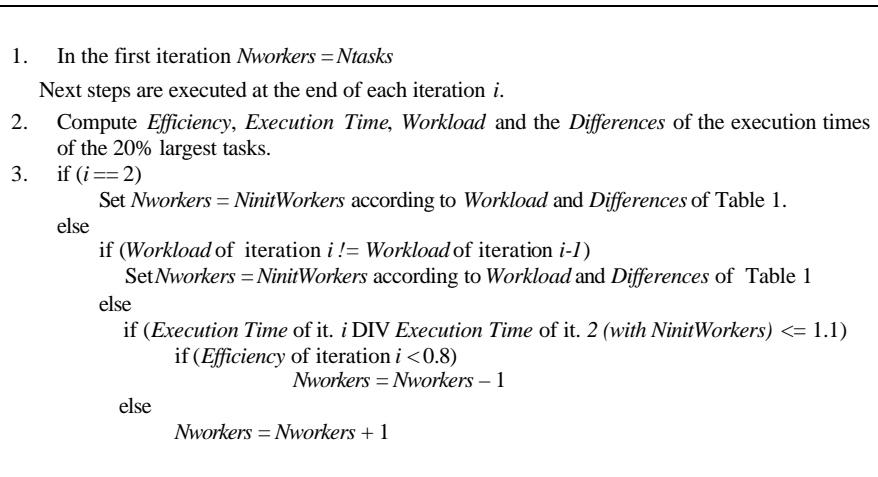 1. In the first iteration Nworkers = Ntasks
Next steps are executed at the end of each iteration i.
2. Compute Efficiency, Execution Time, Workload and the Differences of the execution times
of the 20% largest tasks.
3. if (i == 2)
Set Nworkers = NinitWorkers according to Workload and Differences of Table 1.
else
if (Workload of iteration i != Workload of iteration i-1)
SetNworkers = NinitWorkers according to Workload and Differences of Table 1
else
if (Execution Time of it. i DIV Execution Time of it. 2 (with NinitWorkers) <= 1.1)
if (Efficiency of iteration i < 0.8)
Nworkers = Nworkers – 1
else
Nworkers = Nworkers + 1